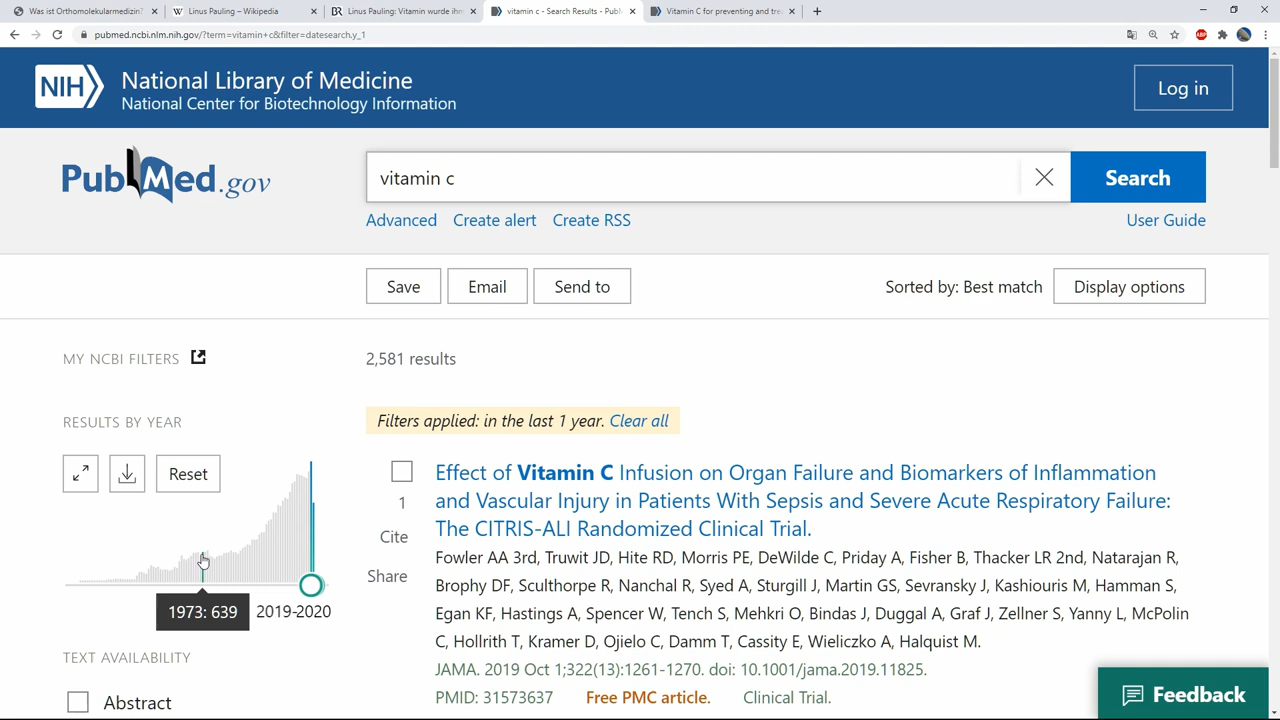 Was ist Orthomolekularmedizin?
Linus Pauling – Wikipedia
BR
Linus Pauling: Vitamin wurde ihm
vitamin c - Search Results - PubM
Vitamin C for preventing and trea
pubmed.ncbi.nlm.nih.gov/?term=vitamin+c&filter=datesearch.y_1
ABP
NIH
National Library of Medicine
National Center for Biotechnology Information
Log in
PubMed.gov
vitamin c
Search
Advanced
Create alert
Create RSS
User Guide
Save
Email
Send to
Sorted by: Best match
Display options
MY NCBI FILTERS
2,581 results
RESULTS BY YEAR
Filters applied: in the last 1 year. Clear all
Reset
1973: 639
2019-2020
TEXT AVAILABILITY
Abstract
1
Cite
Share
Effect of Vitamin C Infusion on Organ Failure and Biomarkers of Inflammation
and Vascular Injury in Patients With Sepsis and Severe Acute Respiratory Failure:
The CITRIS-ALI Randomized Clinical Trial.
Fowler AA 3rd, Truwit JD, Hite RD, Morris PE, DeWilde C, Priday A, Fisher B, Thacker LR 2nd, Natarajan R,
Brophy DF, Sculthorpe R, Nanchal R, Syed A, Sturgill J, Martin GS, Sevransky J, Kashiouris M, Hamman S,
Egan KF, Hastings A, Spencer W, Tench S, Mehkri O, Bindas J, Duggal A, Graf J, Zellner S, Yanny L, McPolin
C, Hollrith T, Kramer D, Ojielo C, Damm T, Cassity E, Wieliczko A, Halquist M.
JAMA. 2019 Oct 1;322(13):1261-1270. doi: 10.1001/jama.2019.11825.
PMID: 31573637
Free PMC article.
Clinical Trial.
Feedback